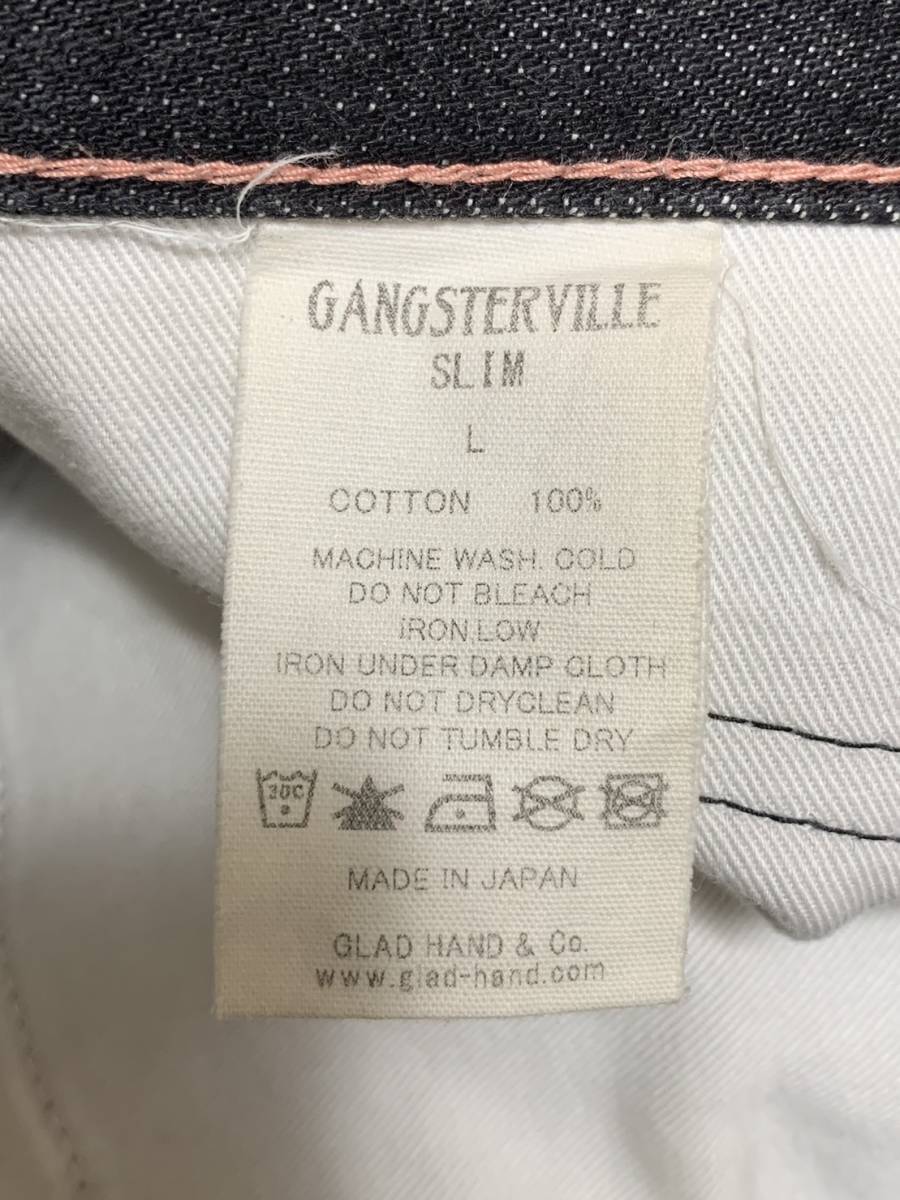 GANGSTERVILLE
SLIM
L
COTTON 100%
MACHINE WASH. COLD
DO NOT BLEACH
IRON LOW
IRON UNDER DAMP CLOTH
DO NOT DRYCLEAN
DO NOT TUMBLE DRY
30C
MADE IN JAPAN
GLAD HAND & Co.
www.glad-hand.com